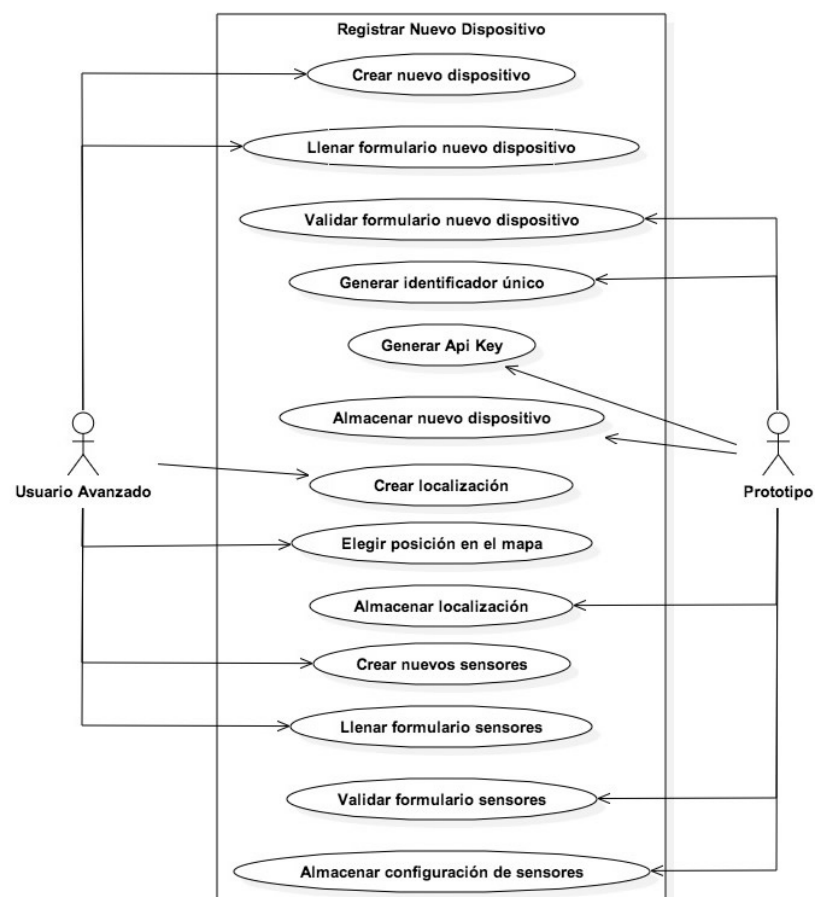 Registrar Nuevo Dispositivo
Crear nuevo dispositivo
Llenar formulario nuevo dispositivo
Validar formulario nuevo dispositivo
Generar identificador único
Generar Api Key
Almacenar nuevo dispositivo
Usuario Avanzado
Crear localización
Prototipo
Elegir posición en el mapa
Almacenar localización
Crear nuevos sensores
Llenar formulario sensores
Validar formulario sensores
Almacenar configuración de sensores